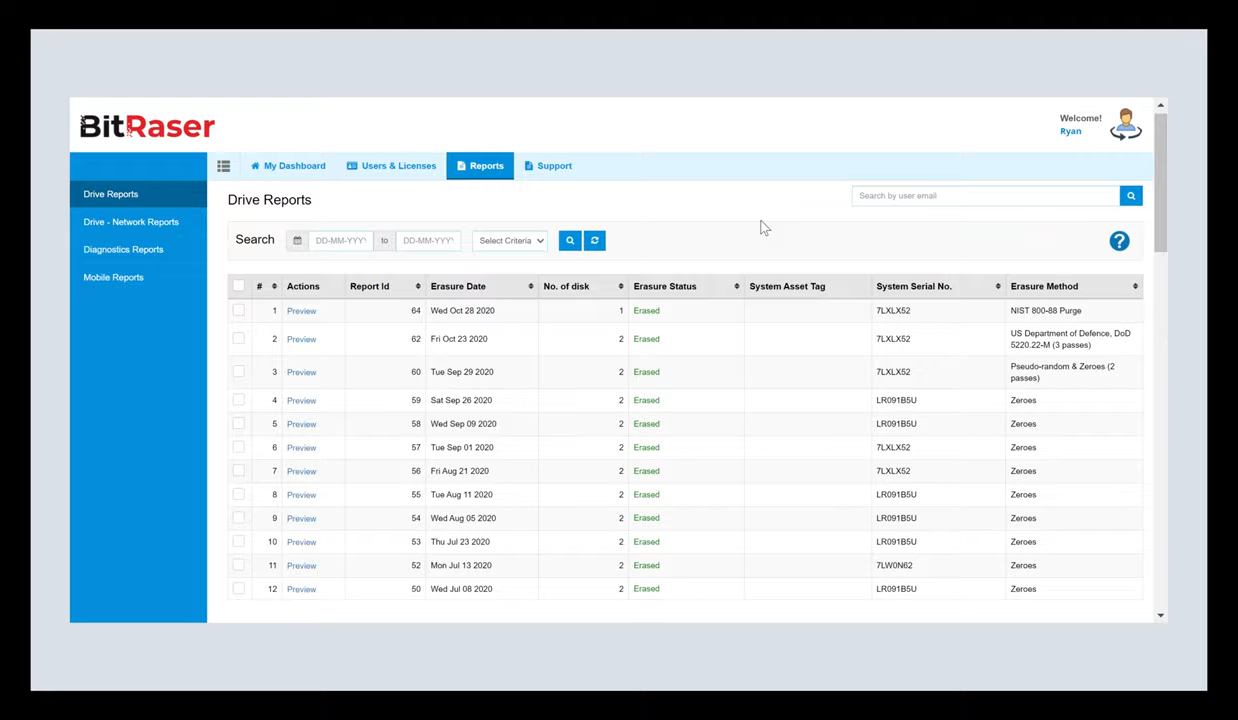 BitRaser
Welcome!
Ryan
My Dashboard Users & Licenses Reports Support
Drive Reports
Drive - Network Reports
Diagnostics Reports
Mobile Reports
Drive Reports
Search by user email
Search DD-MM-YYY to DD-MM-YYY Select Criteria
?
# Actions Report Id Erasure Date No. of disk Erasure Status System Asset Tag System Serial No. Erasure Method
1 Preview 64 Wed Oct 28 2020 1 Erased 7LXLX52 NIST 800-88 Purge
2 Preview 62 Fri Oct 23 2020 2 Erased 7LXLX52 US Department of Defence, DoD
5220.22-M (3 passes)
3 Preview 60 Tue Sep 29 2020 2 Erased 7LXLX52 Pseudo-random & Zeroes (2
passes)
4 Preview 59 Sat Sep 26 2020 2 Erased LR091B5U Zeroes
5 Preview 58 Wed Sep 09 2020 2 Erased LR091B5U Zeroes
6 Preview 57 Tue Sep 01 2020 2 Erased 7LXLX52 Zeroes
7 Preview 56 Fri Aug 21 2020 2 Erased 7LXLX52 Zeroes
8 Preview 55 Tue Aug 11 2020 2 Erased LR091B5U Zeroes
9 Preview 54 Wed Aug 05 2020 2 Erased LR091B5U Zeroes
10 Preview 53 Thu Jul 23 2020 2 Erased LR091B5U Zeroes
11 Preview 52 Mon Jul 13 2020 2 Erased 7LW0N62 Zeroes
12 Preview 50 Wed Jul 08 2020 2 Erased LR091B5U Zeroes